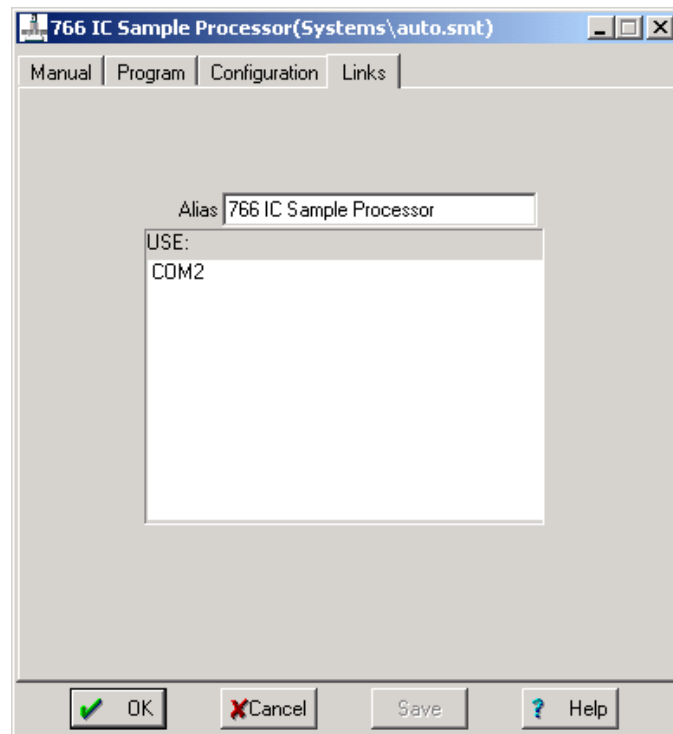 766 IC Sample Processor(Systems\auto.smt)
Manual Program Configuration Links
Alias 766 IC Sample Processor
USE:
COM2
OK Cancel Save ? Help